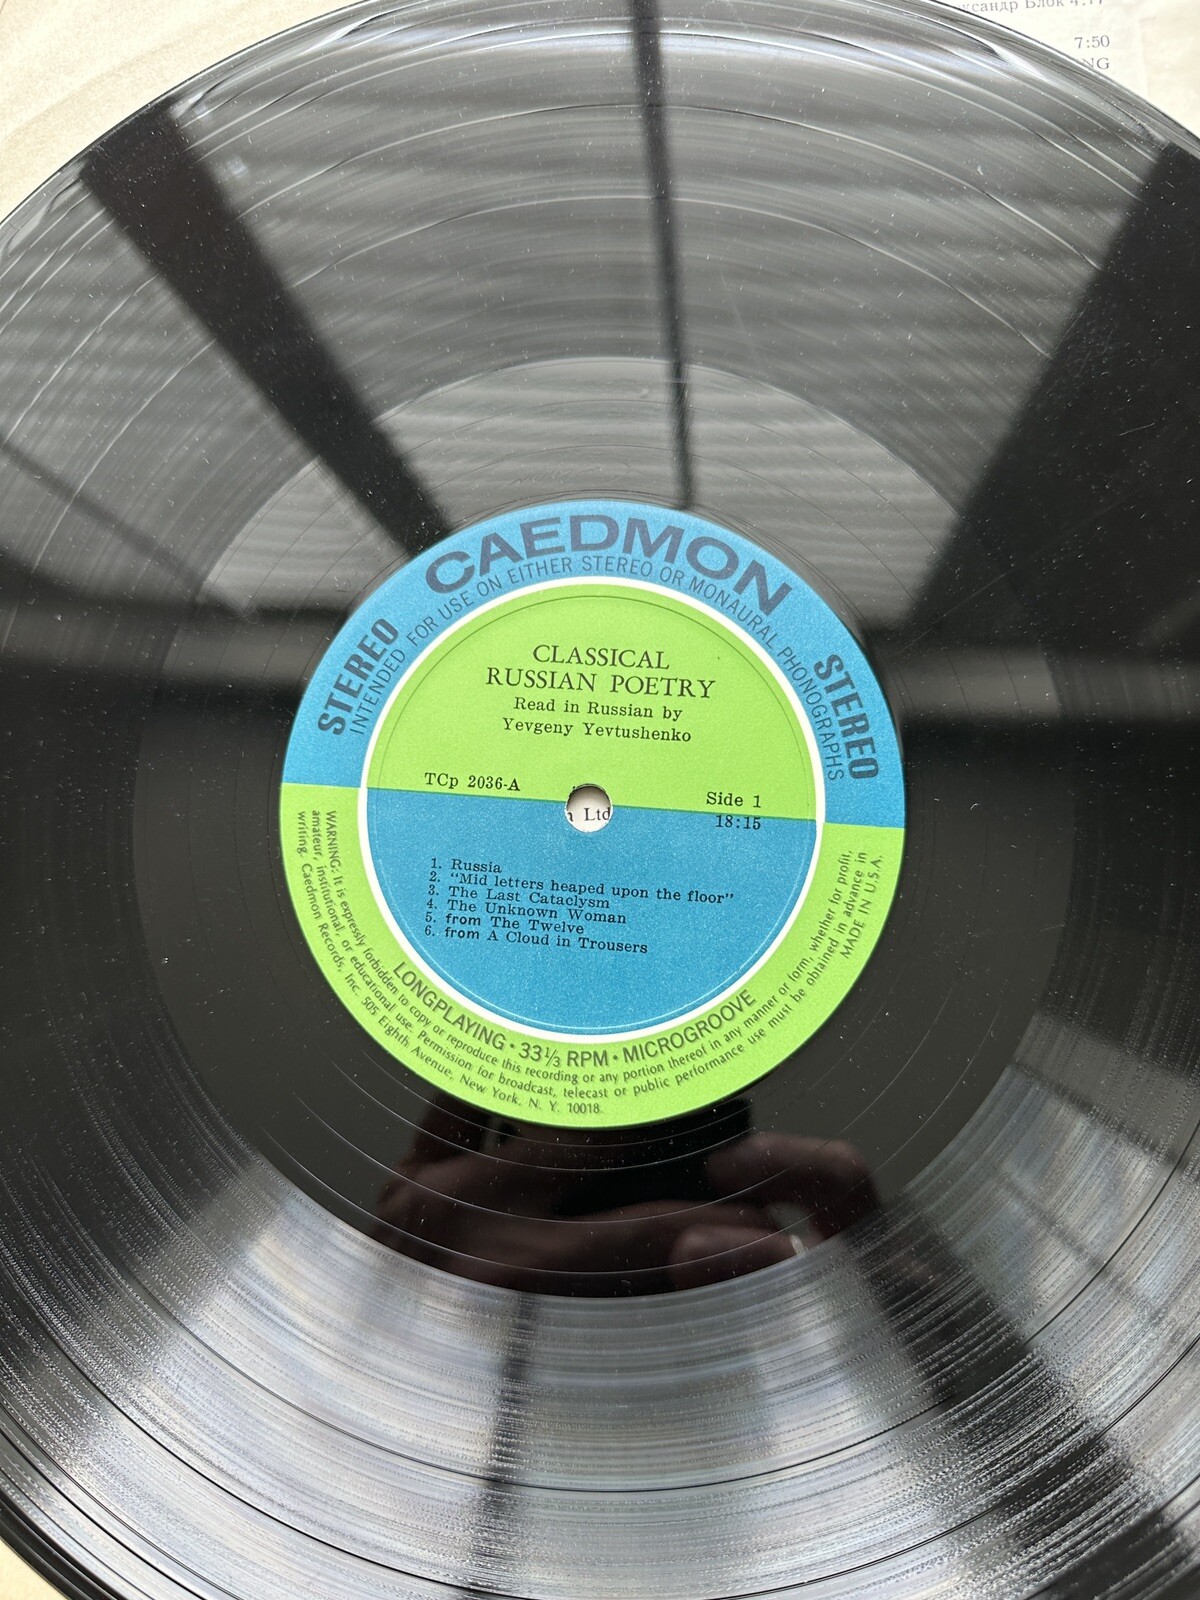 ксандр Блок 4:17
7:50
NG
CAEDMON
STEREO
INTENDED FOR USE ON EITHER STEREO OR MONAURAL PHONOGRAPHS
STEREO
CLASSICAL
RUSSIAN POETRY
Read in Russian by
Yevgeny Yevtushenko
TCp 2036-A
Side 1
18:15
Ltd
1. Russia
2. "Mid letters heaped upon the floor"
3. The Last Cataclysm
4. The Unknown Woman
5. from The Twelve
6. from A Cloud in Trousers
LONGPLAYING • 33⅓ RPM • MICROGROOVE
WARNING: It is expressly forbidden to copy or reproduce this recording or any portion thereof in any manner or form, whether for profit,
amateur, institutional, or educational use. Permission for broadcast, telecast or public performance use must be obtained in advance in
writing. Caedmon Records, Inc. 505 Eighth Avenue, New York, N. Y. 10018.
MADE IN U.S.A.